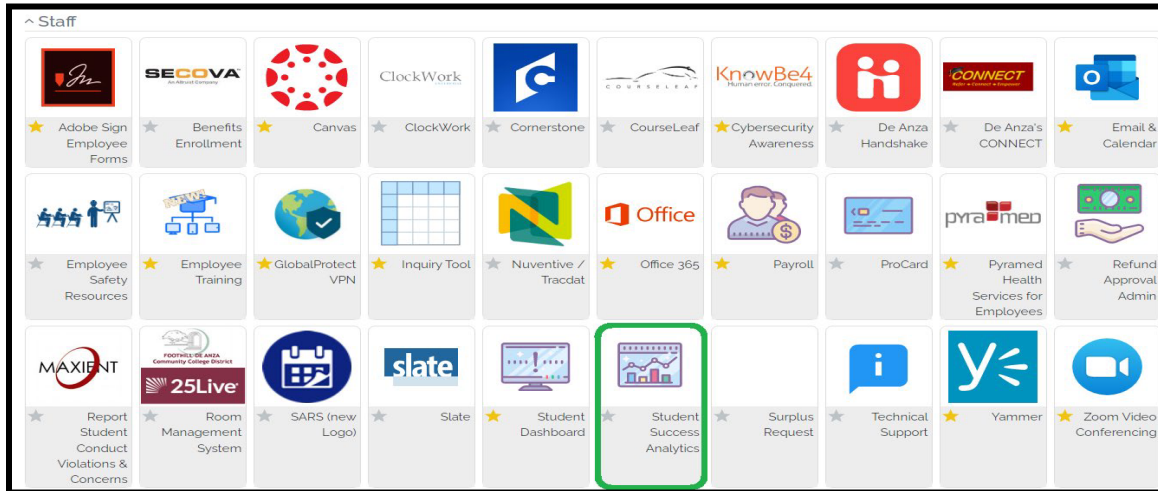 Staff
SECOVA
An Alliant Company
ClockWork
COURSELEAF
KnowBe4
Human error. Conquered.
CONNECT
Adobe Sign
Employee
Forms
Benefits
Enrollment
Canvas
ClockWork
Cornerstone
CourseLeaf
Cybersecurity
Awareness
De Anza
Handshake
De Anza's
CONNECT
Email &
Calendar
NEW!
Office
pyramed
Employee
Safety
Resources
Employee
Training
GlobalProtect
VPN
Inquiry Tool
Nuventive /
Tracdat
Office 365
Payroll
ProCard
Pyramed
Health
Services for
Employees
Refund
Approval
Admin
MAXIENT
FOOTHILL-DE ANZA
Community College District
25Live
slate
Report
Student
Conduct
Violations &
Concerns
Room
Management
System
SARS (new
Logo)
Slate
Student
Dashboard
Student
Success
Analytics
Surplus
Request
Technical
Support
Yammer
Zoom Video
Conferencing